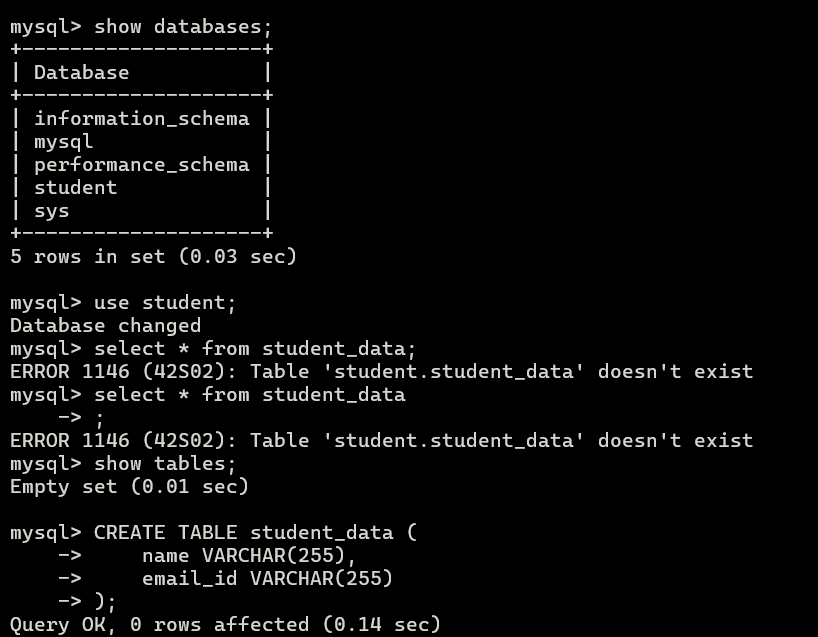 mysql> show databases;
+--------------------+
| Database           |
+--------------------+
| information_schema |
| mysql              |
| performance_schema |
| student            |
| sys                |
+--------------------+
5 rows in set (0.03 sec)

mysql> use student;
Database changed
mysql> select * from student_data;
ERROR 1146 (42S02): Table 'student.student_data' doesn't exist
mysql> select * from student_data
    -> ;
ERROR 1146 (42S02): Table 'student.student_data' doesn't exist
mysql> show tables;
Empty set (0.01 sec)

mysql> CREATE TABLE student_data (
    ->     name VARCHAR(255),
    ->     email_id VARCHAR(255)
    -> );
Query OK, 0 rows affected (0.14 sec)